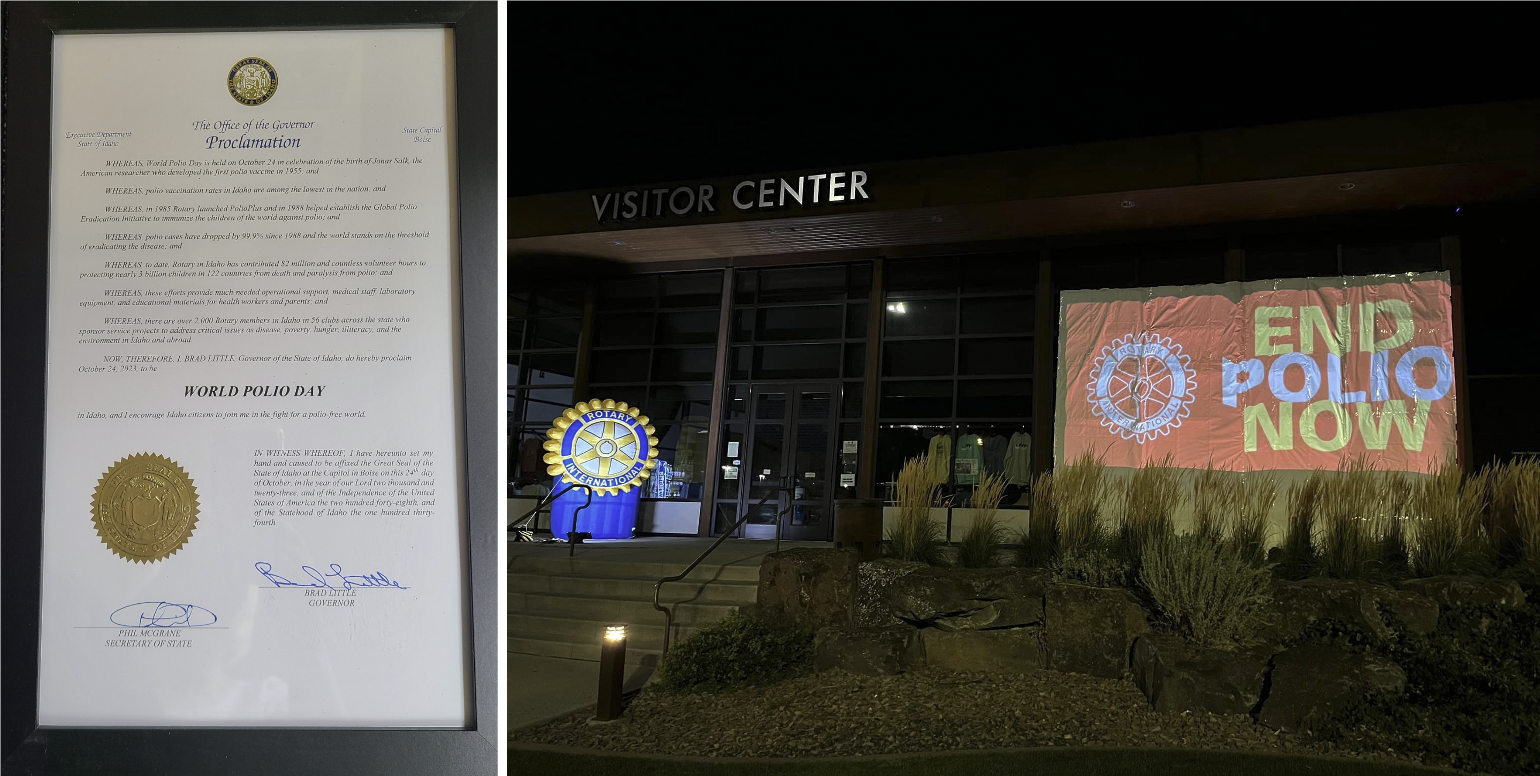 The Office of the Governor
Proclamation
Executive Department
State of Idaho
State Capital
Boise
WHEREAS, World Polio Day is held on October 24 in celebration of the birth of Jonas Salk, the
American researcher who developed the first polio vaccine in 1955; and
WHEREAS, polio vaccination rates in Idaho are among the lowest in the nation; and
WHEREAS, in 1985 Rotary launched PolioPlus and in 1988 helped establish the Global Polio
Eradication Initiative to immunize the children of the world against polio; and
WHEREAS, polio cases have dropped by 99.9% since 1988 and the world stands on the threshold
of eradicating the disease; and
WHEREAS, to date, Rotary in Idaho has contributed $2 million and countless volunteer hours to
protecting nearly 3 billion children in 122 countries from death and paralysis from polio; and
WHEREAS, these efforts provide much-needed operational support, medical staff, laboratory
equipment, and educational materials for health workers and parents; and
WHEREAS, there are over 2,000 Rotary members in Idaho in 56 clubs across the state who
sponsor service projects to address critical issues as disease, poverty, hunger, illiteracy, and the
environment in Idaho and abroad.
NOW, THEREFORE, I, BRAD LITTLE, Governor of the State of Idaho, do hereby proclaim
October 24, 2023, to be
WORLD POLIO DAY
in Idaho, and I encourage Idaho citizens to join me in the fight for a polio-free world.
IN WITNESS WHEREOF, I have hereunto set my
hand and caused to be affixed the Great Seal of the
State of Idaho at the Capitol in Boise on this 24th day
of October, in the year of our Lord two thousand and
twenty-three, and of the Independence of the United
States of America the two hundred forty-eighth, and
of the Statehood of Idaho the one hundred thirty-
fourth.
Brad Little
BRAD LITTLE
GOVERNOR
PHIL MCGRANE
SECRETARY OF STATE
VISITOR CENTER
ROTARY
INTERNATIONAL
ROTARY
INTERNATIONAL
END
POLIO
NOW